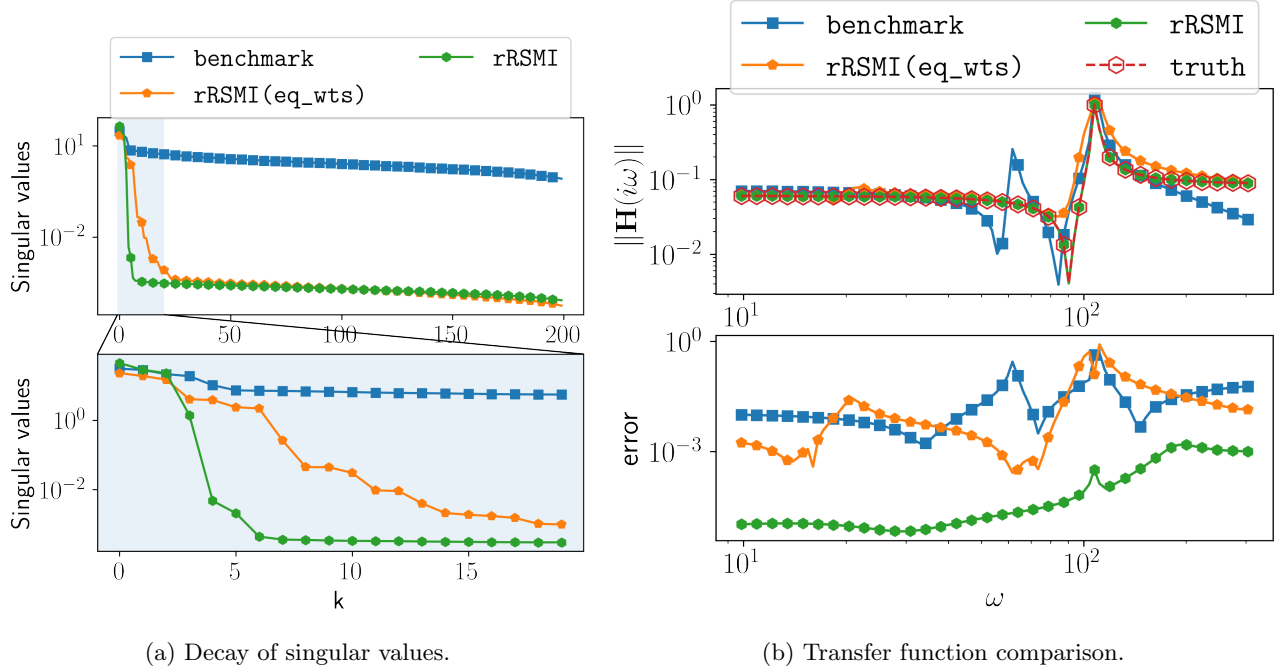 benchmark
rRSMI(eq_wts)
rRSMI
Singular values
10^1
10^{-2}
0 50 100 150 200
Singular values
10^0
10^{-2}
0 5 10 15
k
(a) Decay of singular values.
benchmark
rRSMI(eq_wts)
rRSMI
truth
‖H(iω)‖
10^0
10^{-1}
10^{-2}
10^1 10^2
error
10^0
10^{-3}
10^1 10^2
ω
(b) Transfer function comparison.